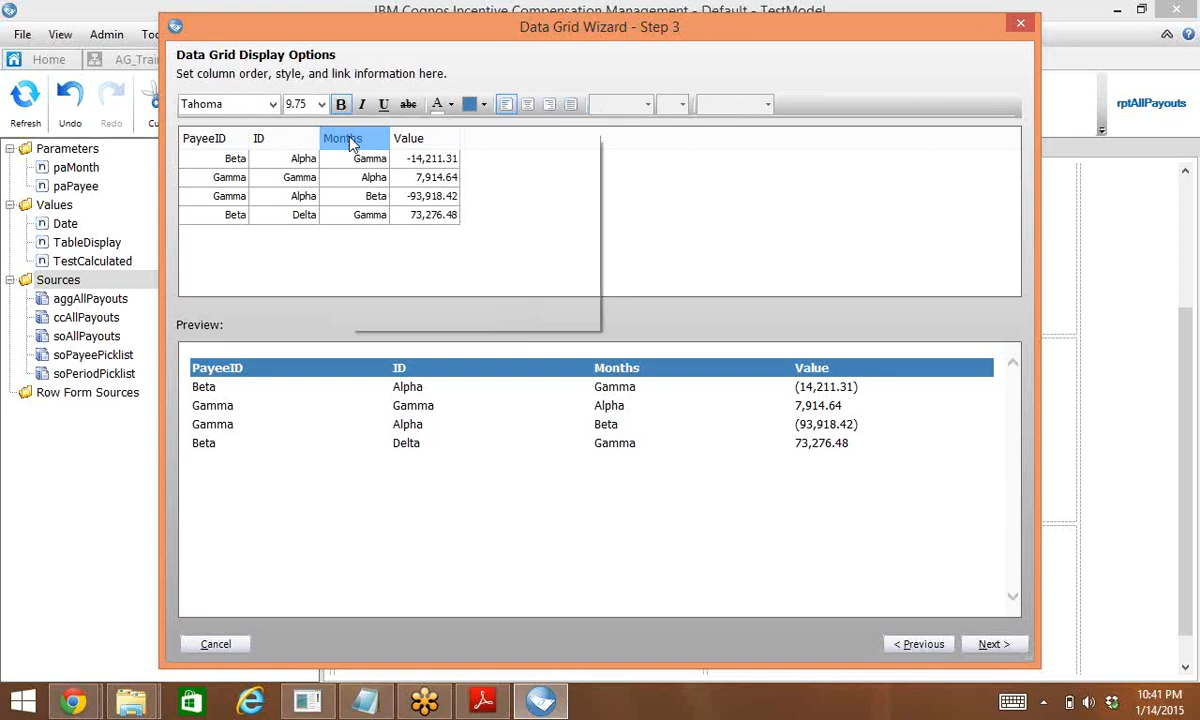 IBM Cognos Incentive Compensation Management - Default - TestModel
Data Grid Wizard - Step 3
File View Admin
Home
Refresh
Undo
Redo
Parameters
paMonth
paPayee
Values
Date
TableDisplay
TestCalculated
Sources
aggAllPayouts
ccAllPayouts
soAllPayouts
soPayeePicklist
soPeriodPicklist
Row Form Sources
Data Grid Display Options
Set column order, style, and link information here.
Tahoma 9.75 B I U abc A
PayeeID ID Months Value
Beta Alpha Gamma -14,211.31
Gamma Gamma Alpha 7,914.64
Gamma Alpha Beta -93,918.42
Beta Delta Gamma 73,276.48
Preview:
PayeeID ID Months Value
Beta Alpha Gamma (14,211.31)
Gamma Gamma Alpha 7,914.64
Gamma Alpha Beta (93,918.42)
Beta Delta Gamma 73,276.48
Cancel < Previous Next >
rptAllPayouts
10:41 PM
1/14/2015